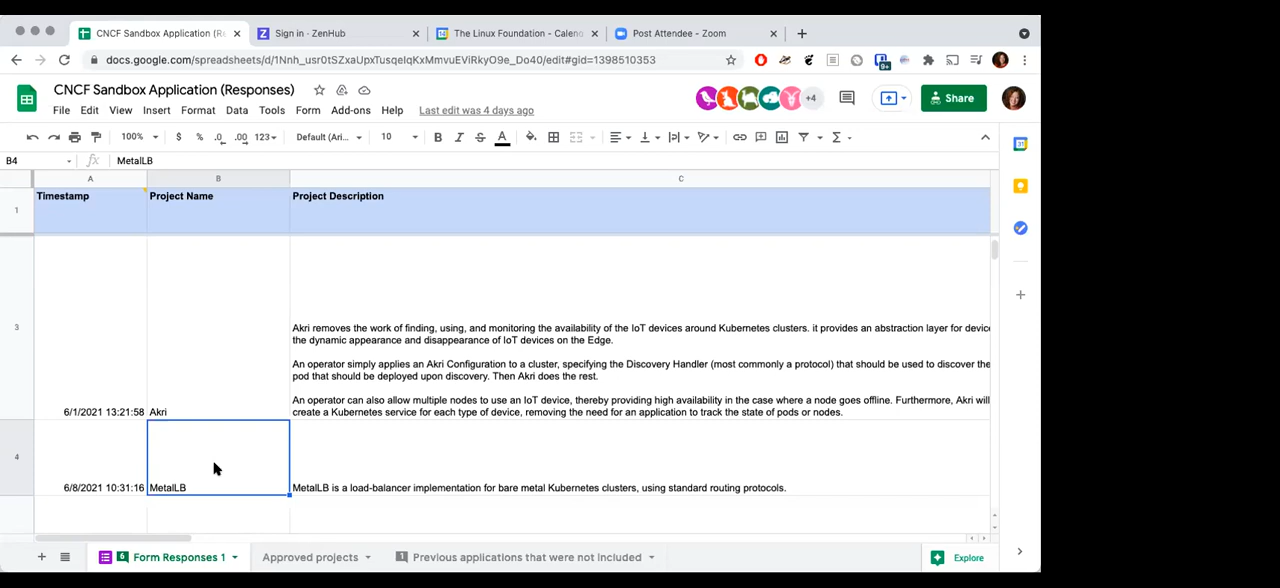 CNCF Sandbox Application (Re
Sign in - ZenHub
The Linux Foundation - Calend
Post Attendee - Zoom
docs.google.com/spreadsheets/d/1Nnh_usr0tSZxaUpxTusqeIqKxMmvuEViRkyO9e_Do40/edit#gid=1398510353
9+
CNCF Sandbox Application (Responses)
File Edit View Insert Format Data Tools Form Add-ons Help Last edit was 4 days ago
+4
Share
100% $ % .0 .00 123 Default (Ari... 10 B I S A
B4 fx MetalLB
A B C
1 Timestamp Project Name Project Description
Akri removes the work of finding, using, and monitoring the availability of the IoT devices around Kubernetes clusters. it provides an abstraction layer for device
the dynamic appearance and disappearance of IoT devices on the Edge.
An operator simply applies an Akri Configuration to a cluster, specifying the Discovery Handler (most commonly a protocol) that should be used to discover the
pod that should be deployed upon discovery. Then Akri does the rest.
An operator can also allow multiple nodes to use an IoT device, thereby providing high availability in the case where a node goes offline. Furthermore, Akri will
create a Kubernetes service for each type of device, removing the need for an application to track the state of pods or nodes.
3 6/1/2021 13:21:58 Akri
4 6/8/2021 10:31:16 MetalLB MetalLB is a load-balancer implementation for bare metal Kubernetes clusters, using standard routing protocols.
6 Form Responses 1 Approved projects 1 Previous applications that were not included Explore